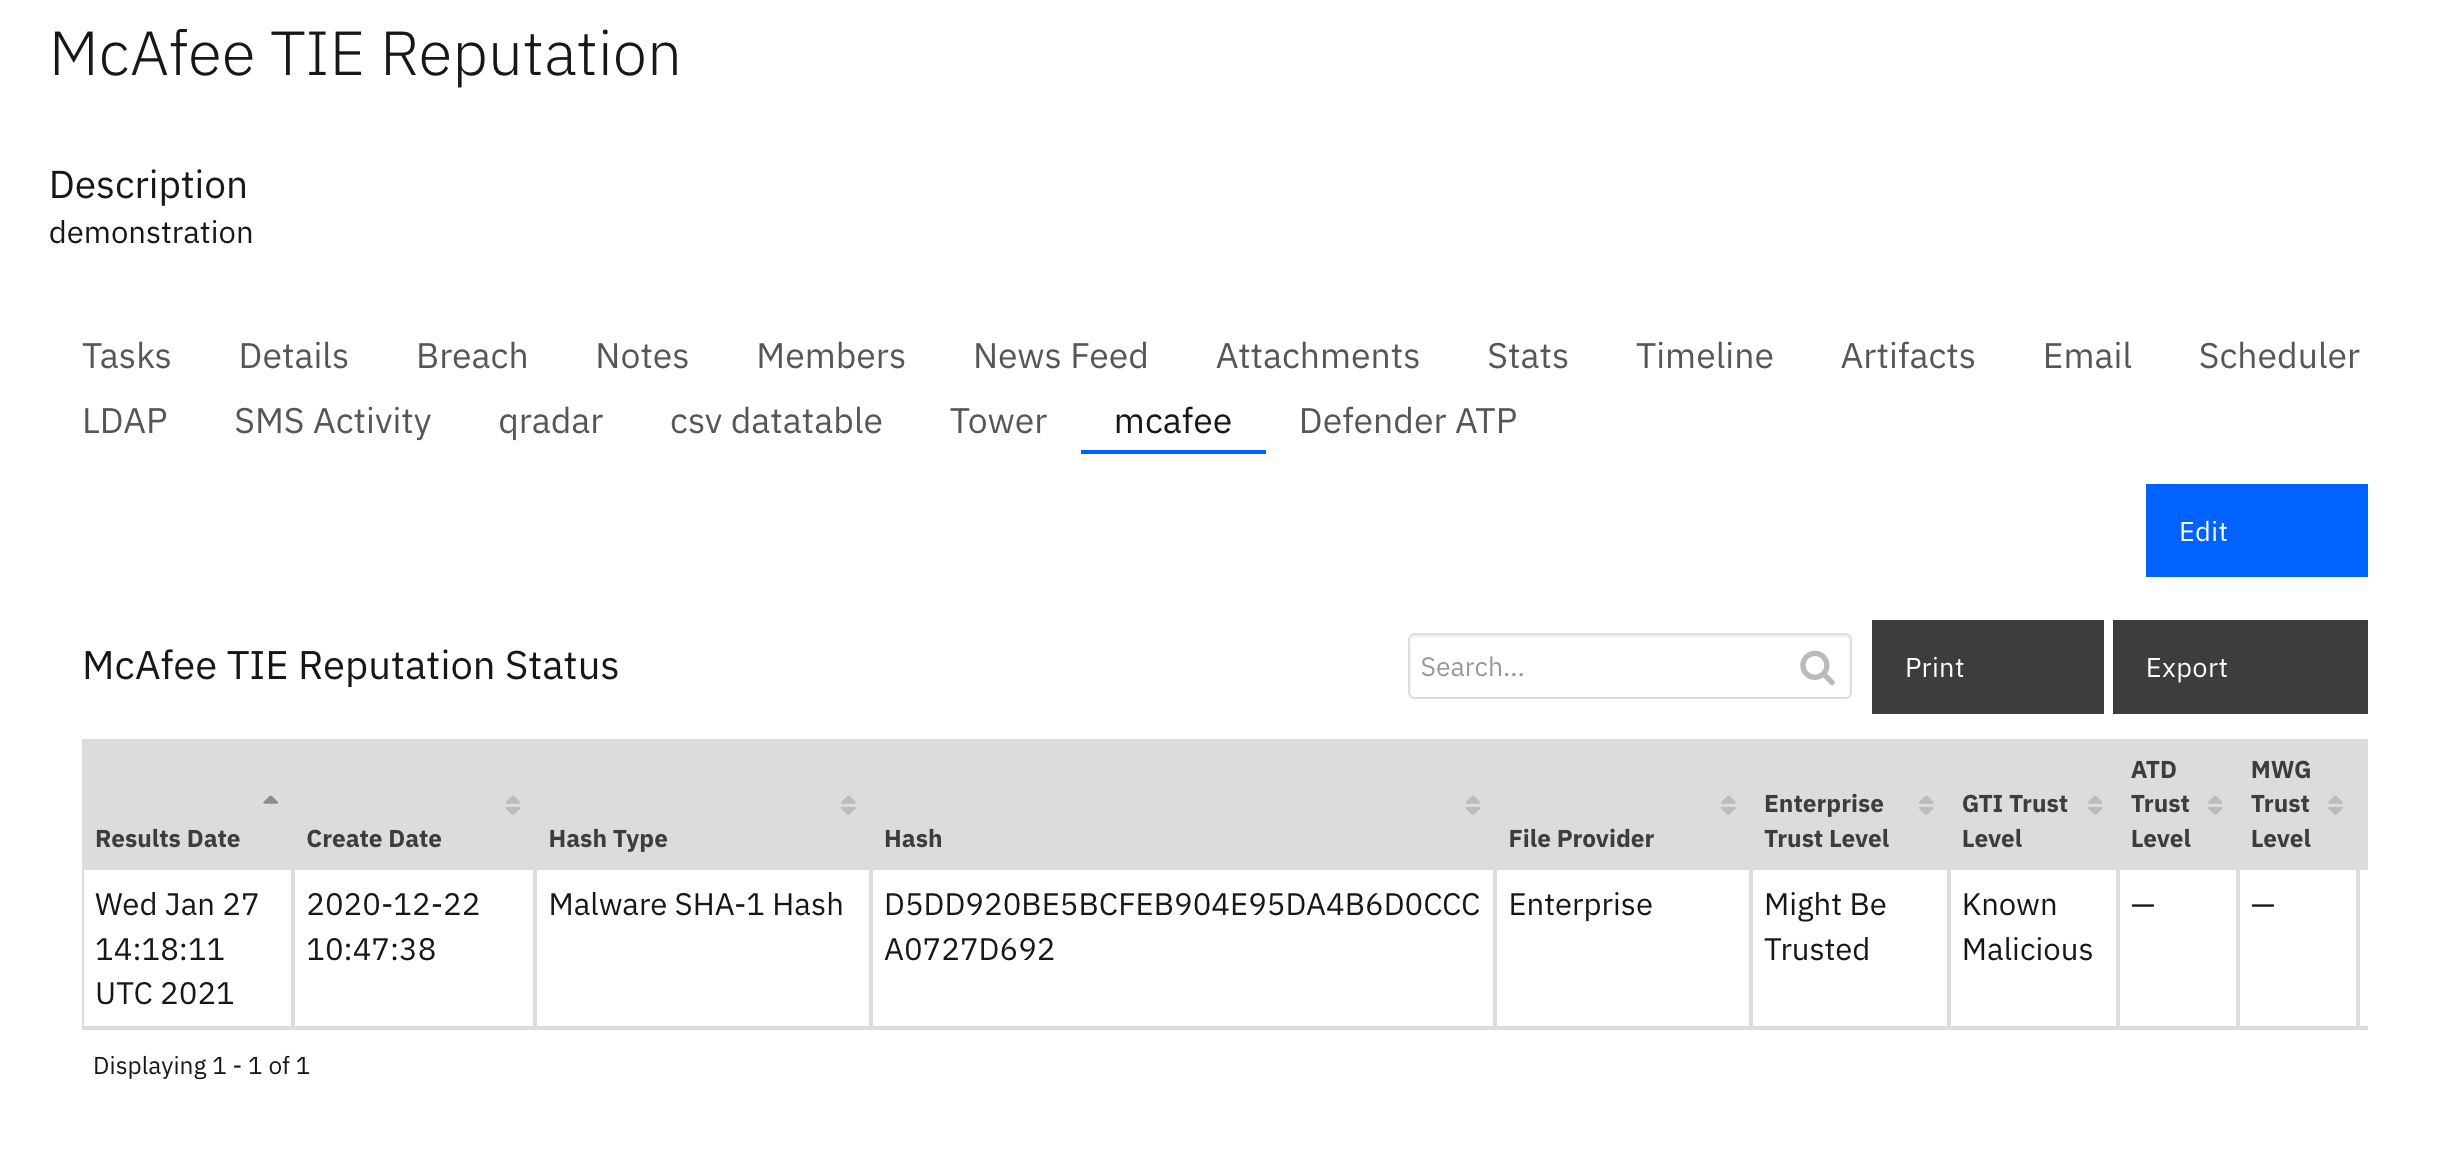 McAfee TIE Reputation
Description
demonstration
Tasks Details Breach Notes Members News Feed Attachments Stats Timeline Artifacts Email Scheduler
LDAP SMS Activity qradar csv datatable Tower mcafee Defender ATP
Edit
McAfee TIE Reputation Status
Search...
Print
Export
Results Date
Create Date
Hash Type
Hash
File Provider
Enterprise
Trust Level
GTI Trust
Level
ATD
Trust
Level
MWG
Trust
Level
Wed Jan 27
14:18:11
UTC 2021
2020-12-22
10:47:38
Malware SHA-1 Hash
D5DD920BE5BCFEB904E95DA4B6D0CCC
A0727D692
Enterprise
Might Be
Trusted
Known
Malicious
—
—
Displaying 1 - 1 of 1